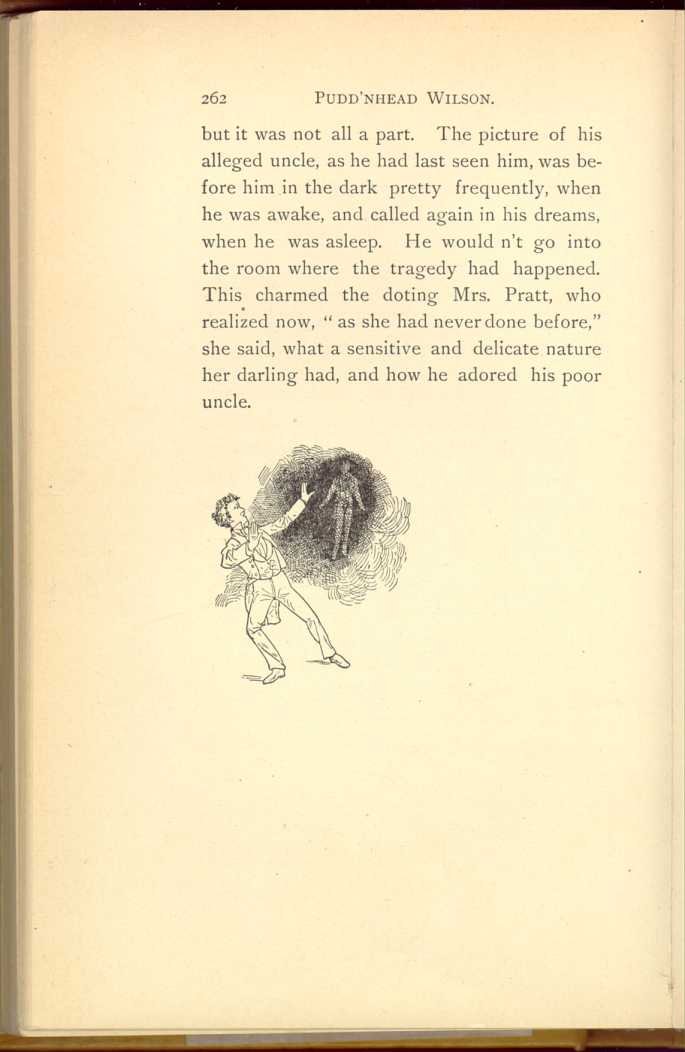 262 PUDD'NHEAD WILSON.
but it was not all a part. The picture of his
alleged uncle, as he had last seen him, was be-
fore him in the dark pretty frequently, when
he was awake, and called again in his dreams,
when he was asleep. He would n't go into
the room where the tragedy had happened.
This charmed the doting Mrs. Pratt, who
realized now, “ as she had never done before,”
she said, what a sensitive and delicate nature
her darling had, and how he adored his poor
uncle.